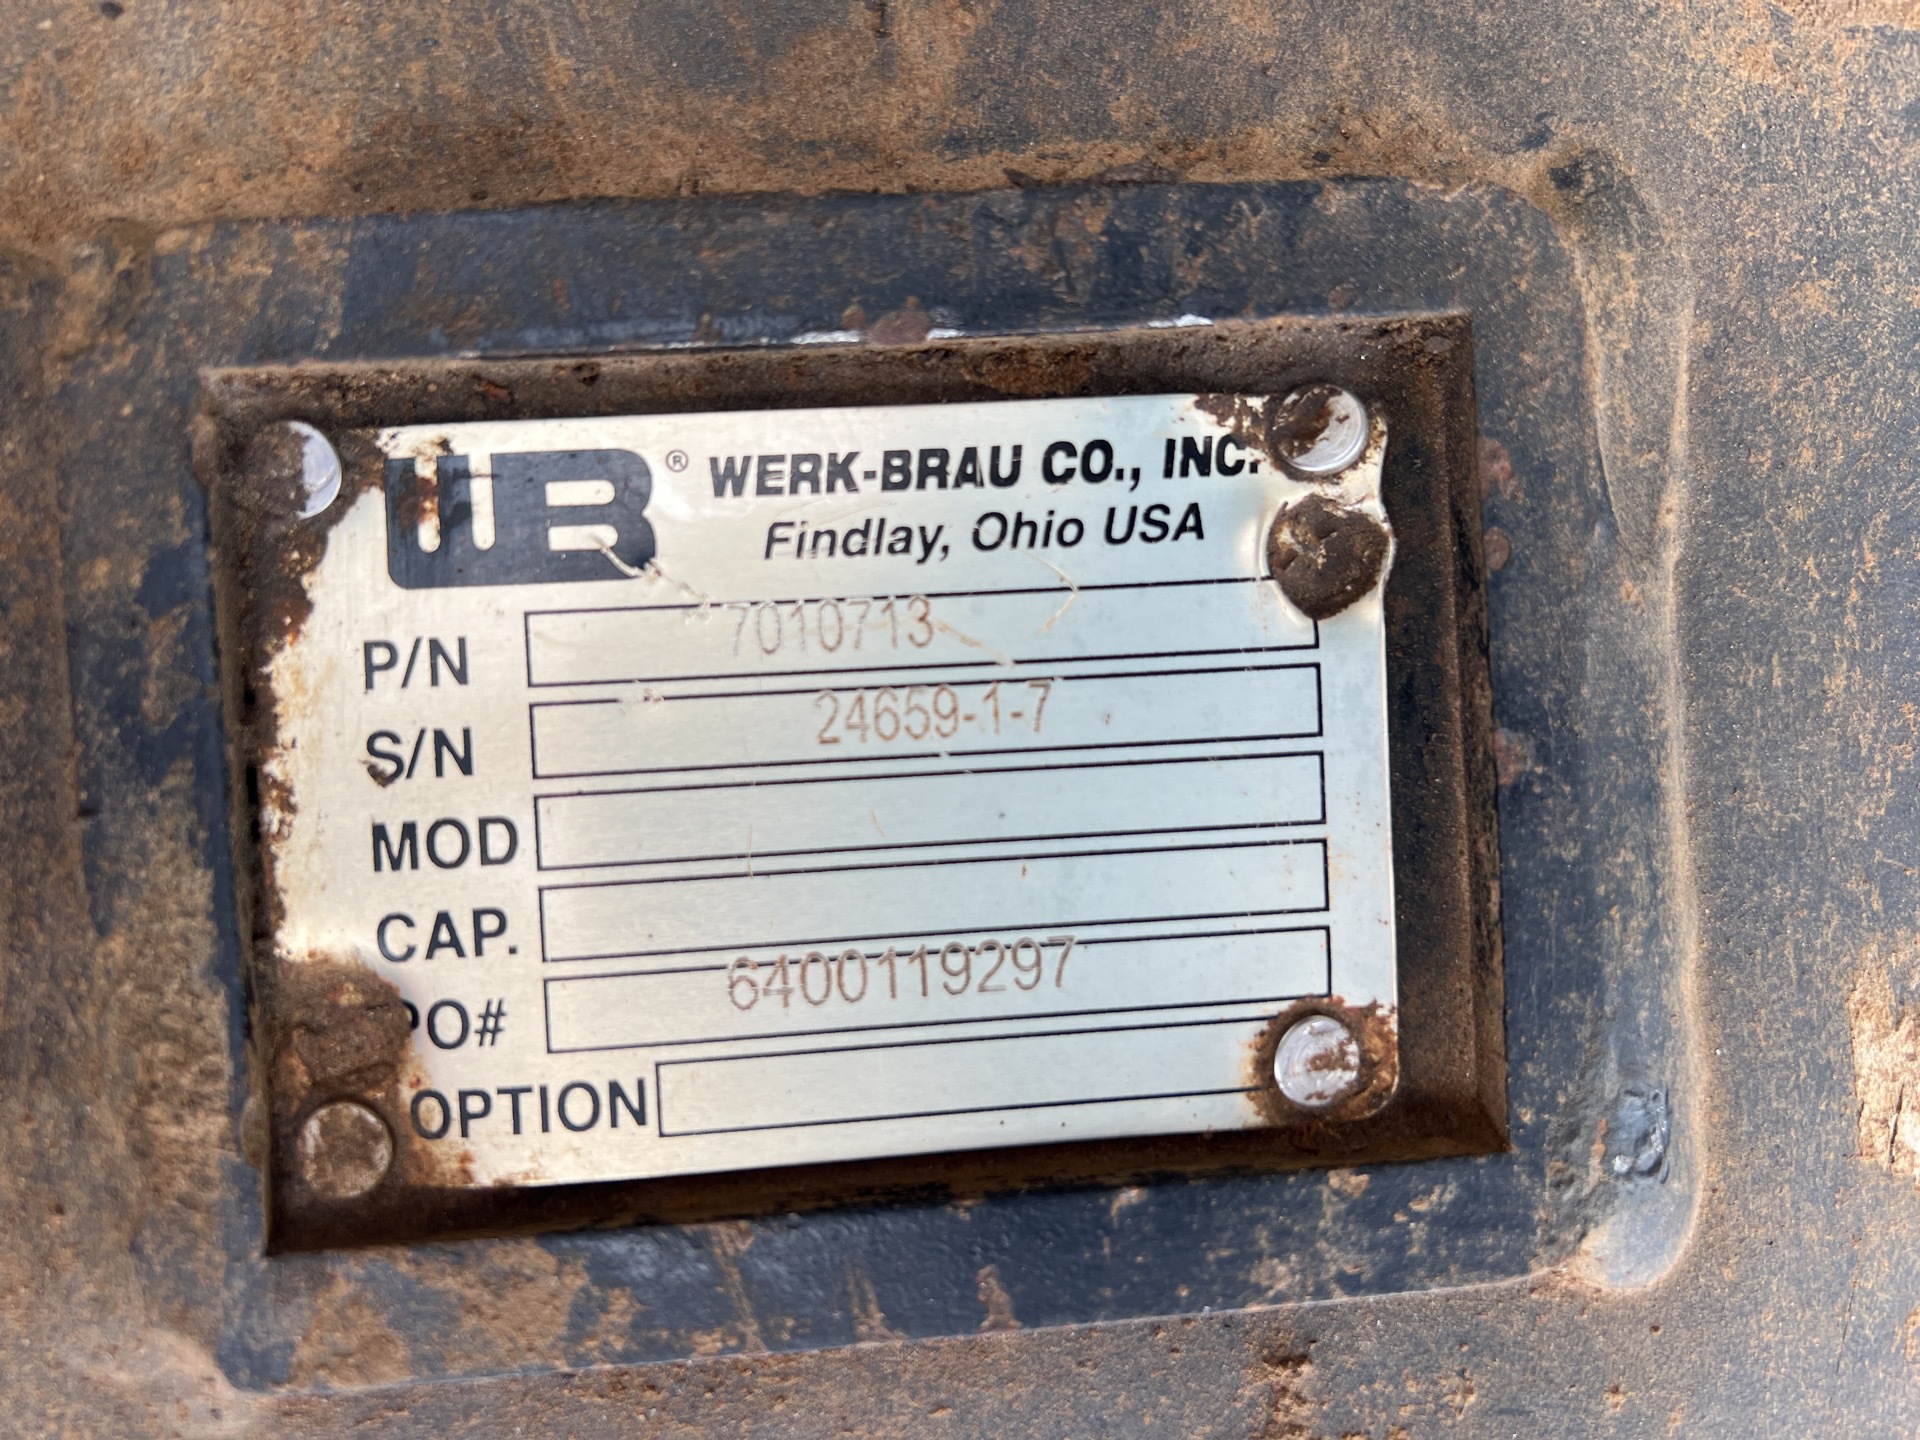 WB® WERK-BRAU CO., INC.
Findlay, Ohio USA
P/N 7010713
S/N 24659-1-7
MOD
CAP.
PO# 6400119297
OPTION